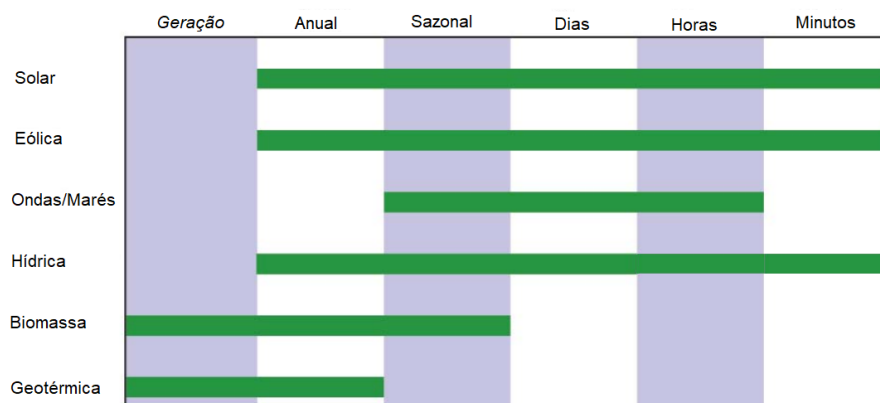 Geração Anual Sazonal Dias Horas Minutos
Solar
Eólica
Ondas/Marés
Hídrica
Biomassa
Geotérmica